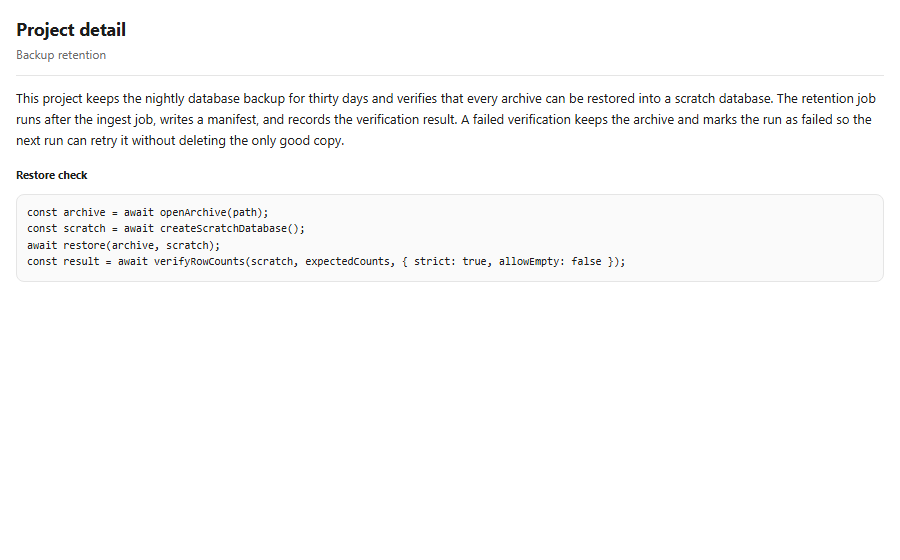 Project detail
Backup retention
This project keeps the nightly database backup for thirty days and verifies that every archive can be restored into a scratch database. The retention job
runs after the ingest job, writes a manifest, and records the verification result. A failed verification keeps the archive and marks the run as failed so the
next run can retry it without deleting the only good copy.
Restore check
const archive = await openArchive(path);
const scratch = await createScratchDatabase();
await restore(archive, scratch);
const result = await verifyRowCounts(scratch, expectedCounts, { strict: true, allowEmpty: false });